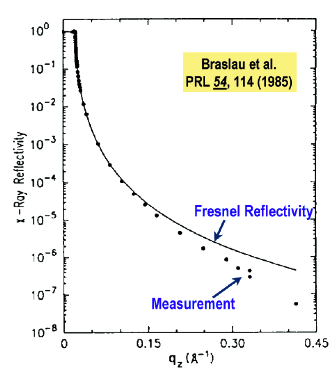 Braslau et al.
PRL 54, 114 (1985)
x-Ray Reflectivity
10⁰
10⁻¹
10⁻²
10⁻³
10⁻⁴
10⁻⁵
10⁻⁶
10⁻⁷
10⁻⁸
Fresnel Reflectivity
Measurement
0 0.15 0.30 0.45
q_z (Å⁻¹)